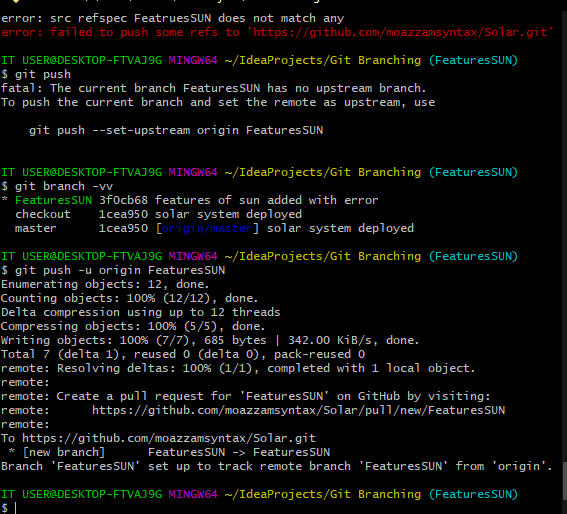 error: src refspec FeatruesSUN does not match any
error: failed to push some refs to 'https://github.com/moazzamsyntax/Solar.git'
IT USER@DESKTOP-FTVAJ9G MINGW64 ~/IdeaProjects/Git Branching (FeaturesSUN)
$ git push
fatal: The current branch FeaturesSUN has no upstream branch.
To push the current branch and set the remote as upstream, use
git push --set-upstream origin FeaturesSUN
IT USER@DESKTOP-FTVAJ9G MINGW64 ~/IdeaProjects/Git Branching (FeaturesSUN)
$ git branch -vv
* FeaturesSUN 3f0cb68 features of sun added with error
checkout    1cea950 solar system deployed
master      1cea950 [origin/master] solar system deployed
IT USER@DESKTOP-FTVAJ9G MINGW64 ~/IdeaProjects/Git Branching (FeaturesSUN)
$ git push -u origin FeaturesSUN
Enumerating objects: 12, done.
Counting objects: 100% (12/12), done.
Delta compression using up to 12 threads
Compressing objects: 100% (5/5), done.
Writing objects: 100% (7/7), 685 bytes | 342.00 KiB/s, done.
Total 7 (delta 1), reused 0 (delta 0), pack-reused 0
remote: Resolving deltas: 100% (1/1), completed with 1 local object.
remote:
remote: Create a pull request for 'FeaturesSUN' on GitHub by visiting:
remote:      https://github.com/moazzamsyntax/Solar/pull/new/FeaturesSUN
remote:
To https://github.com/moazzamsyntax/Solar.git
* [new branch]      FeaturesSUN -> FeaturesSUN
Branch 'FeaturesSUN' set up to track remote branch 'FeaturesSUN' from 'origin'.
IT USER@DESKTOP-FTVAJ9G MINGW64 ~/IdeaProjects/Git Branching (FeaturesSUN)
$